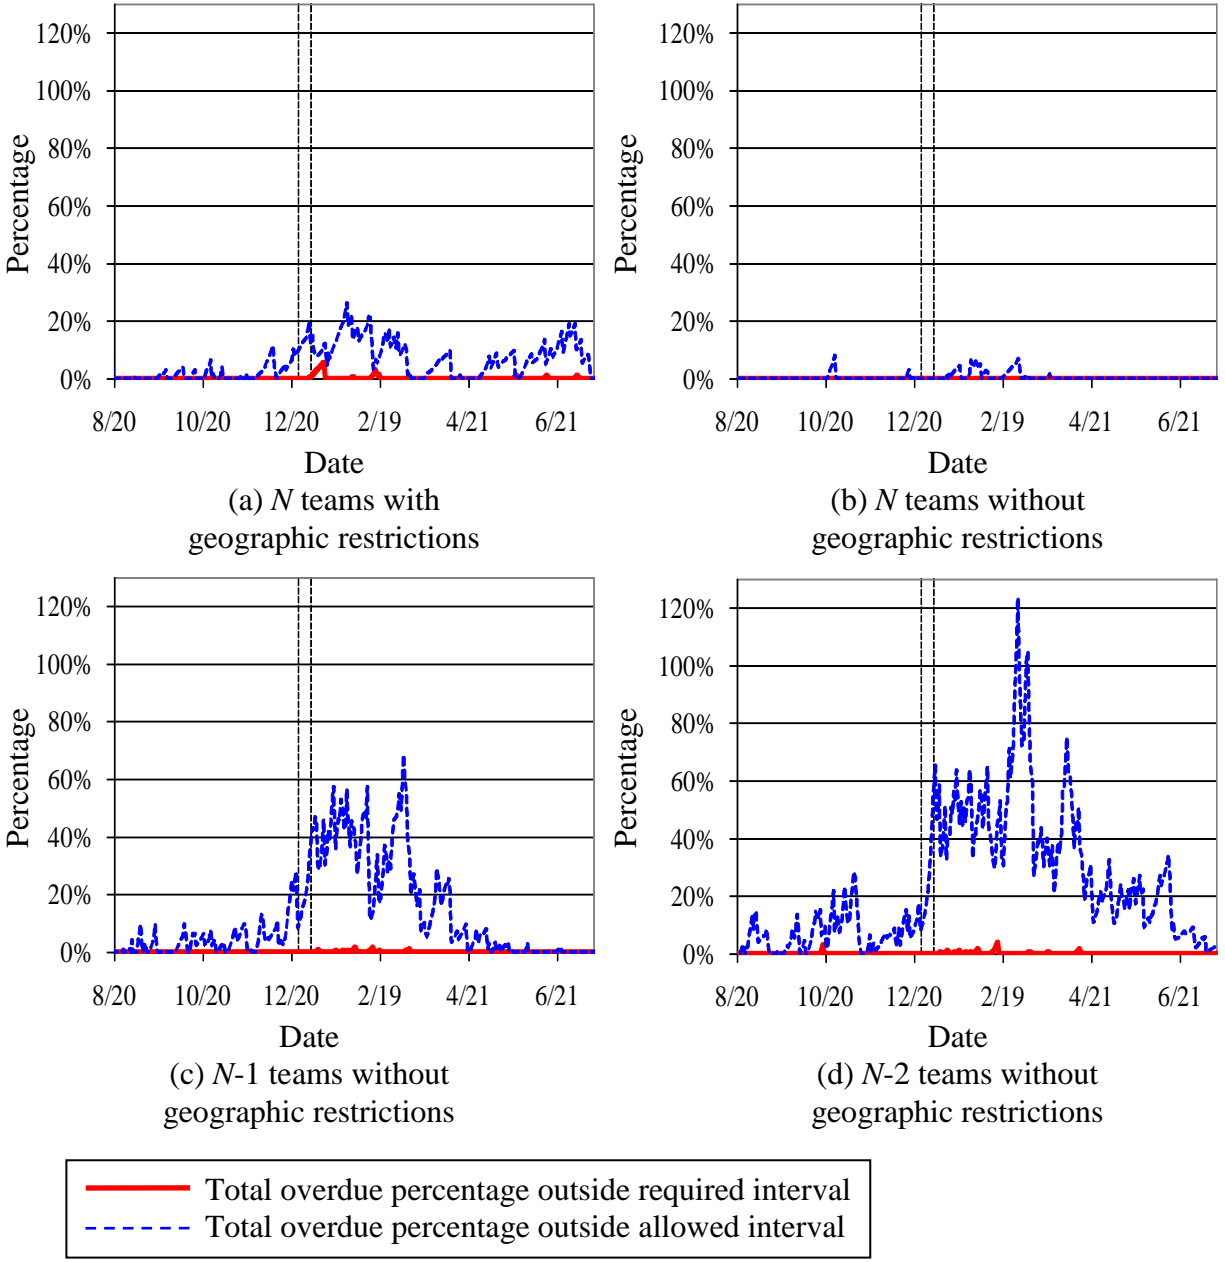 120%
100%
80%
60%
40%
20%
0%
Percentage
8/20 10/20 12/20 2/19 4/21 6/21
Date
(a) N teams with
geographic restrictions
120%
100%
80%
60%
40%
20%
0%
Percentage
8/20 10/20 12/20 2/19 4/21 6/21
Date
(b) N teams without
geographic restrictions
120%
100%
80%
60%
40%
20%
0%
Percentage
8/20 10/20 12/20 2/19 4/21 6/21
Date
(c) N-1 teams without
geographic restrictions
120%
100%
80%
60%
40%
20%
0%
Percentage
8/20 10/20 12/20 2/19 4/21 6/21
Date
(d) N-2 teams without
geographic restrictions
Total overdue percentage outside required interval
Total overdue percentage outside allowed interval